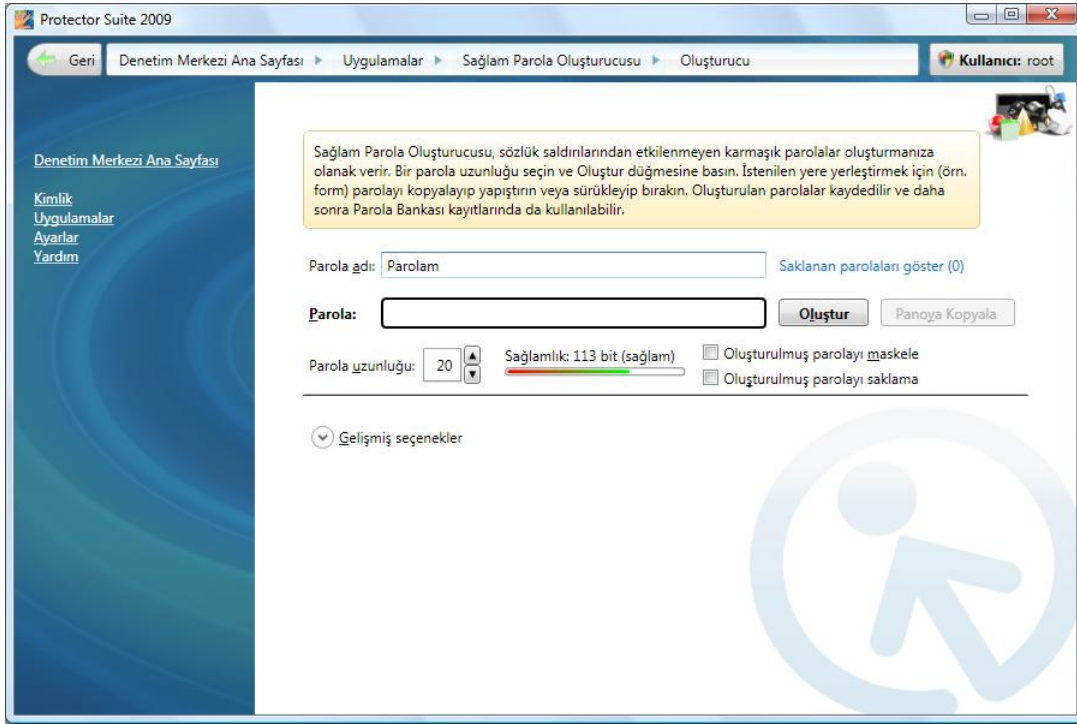 Protector Suite 2009
Geri Denetim Merkezi Ana Sayfası Uygulamalar Sağlam Parola Oluşturucusu Oluşturucu Kullanıcı: root
Denetim Merkezi Ana Sayfası
Kimlik
Uygulamalar
Ayarlar
Yardım
Sağlam Parola Oluşturucusu, sözlük saldırılarından etkilenmeyen karmaşık parolalar oluşturmanıza
olanak verir. Bir parola uzunluğu seçin ve Oluştur düğmesine basın. İstenilen yere yerleştirmek için (örn.
form) parolayı kopyalayıp yapıştırın veya sürükleyip bırakın. Oluşturulan parolalar kaydedilir ve daha
sonra Parola Bankası kayıtlarında da kullanılabilir.
Parola adı: Parolam Saklanan parolaları göster (0)
Parola: Oluştur Panoya Kopyala
Parola uzunluğu: 20 Sağlamlık: 113 bit (sağlam) Oluşturulmuş parolayı maskele
Oluşturulmuş parolayı saklama
Gelişmiş seçenekler